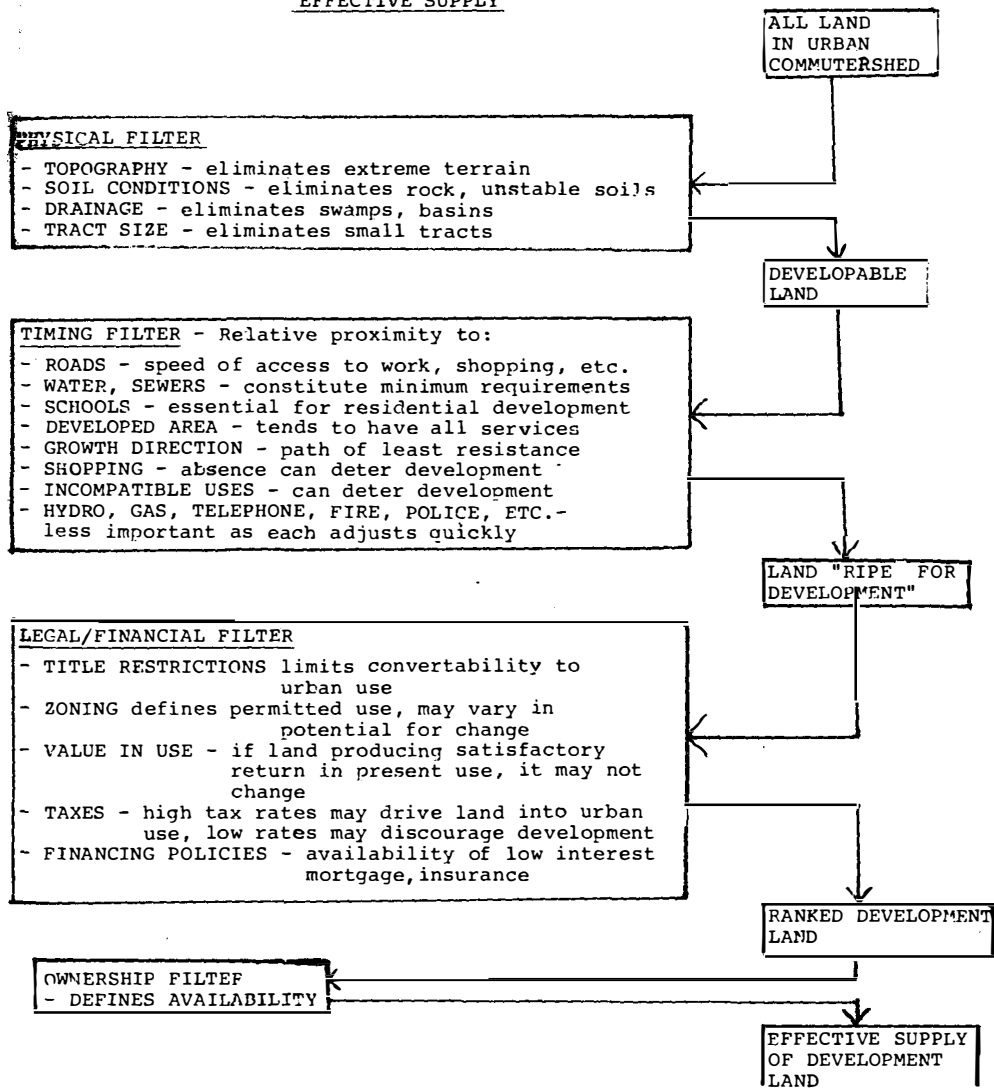 EFFECTIVE SUPPLY
ALL LAND
IN URBAN
COMMUTERSHED
PHYSICAL FILTER
- TOPOGRAPHY - eliminates extreme terrain
- SOIL CONDITIONS - eliminates rock, unstable soils
- DRAINAGE - eliminates swamps, basins
- TRACT SIZE - eliminates small tracts
DEVELOPABLE
LAND
TIMING FILTER - Relative proximity to:
- ROADS - speed of access to work, shopping, etc.
- WATER, SEWERS - constitute minimum requirements
- SCHOOLS - essential for residential development
- DEVELOPED AREA - tends to have all services
- GROWTH DIRECTION - path of least resistance
- SHOPPING - absence can deter development
- INCOMPATIBLE USES - can deter development
- HYDRO, GAS, TELEPHONE, FIRE, POLICE, ETC.-
less important as each adjusts quickly
LAND "RIPE FOR
DEVELOPMENT"
LEGAL/FINANCIAL FILTER
- TITLE RESTRICTIONS limits convertability to
urban use
- ZONING defines permitted use, may vary in
potential for change
- VALUE IN USE - if land producing satisfactory
return in present use, it may not
change
- TAXES - high tax rates may drive land into urban
use, low rates may discourage development
- FINANCING POLICIES - availability of low interest
mortgage,insurance
RANKED DEVELOPMENT
LAND
OWNERSHIP FILTER
- DEFINES AVAILABILITY
EFFECTIVE SUPPLY
OF DEVELOPMENT
LAND